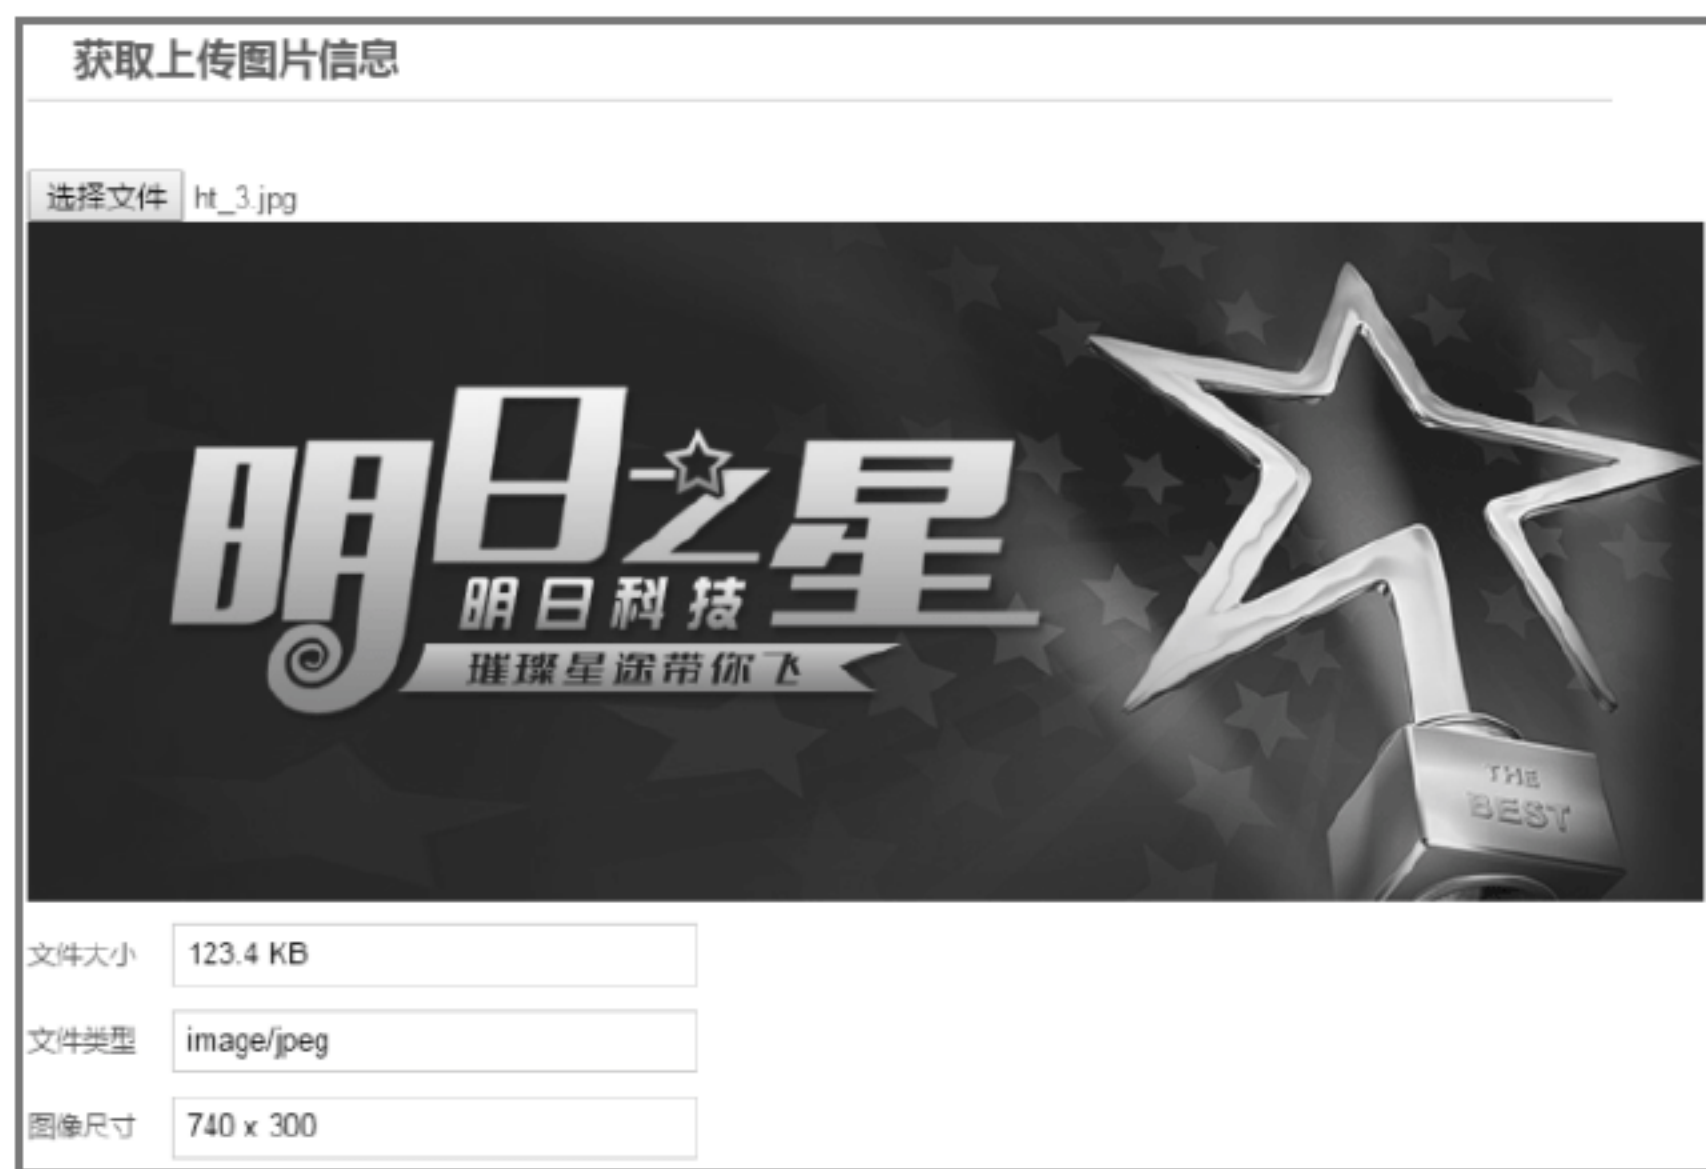 获取上传图片信息
选择文件 ht_3.jpg
明日之星
明日科技
璀璨星途带你飞
THE
BEST
文件大小 123.4 KB
文件类型 image/jpeg
图像尺寸 740 x 300